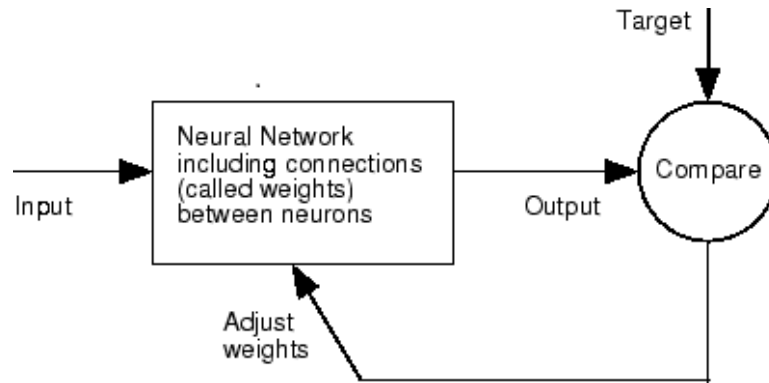 Target
Neural Network
including connections
(called weights)
between neurons
Compare
Input
Output
Adjust
weights